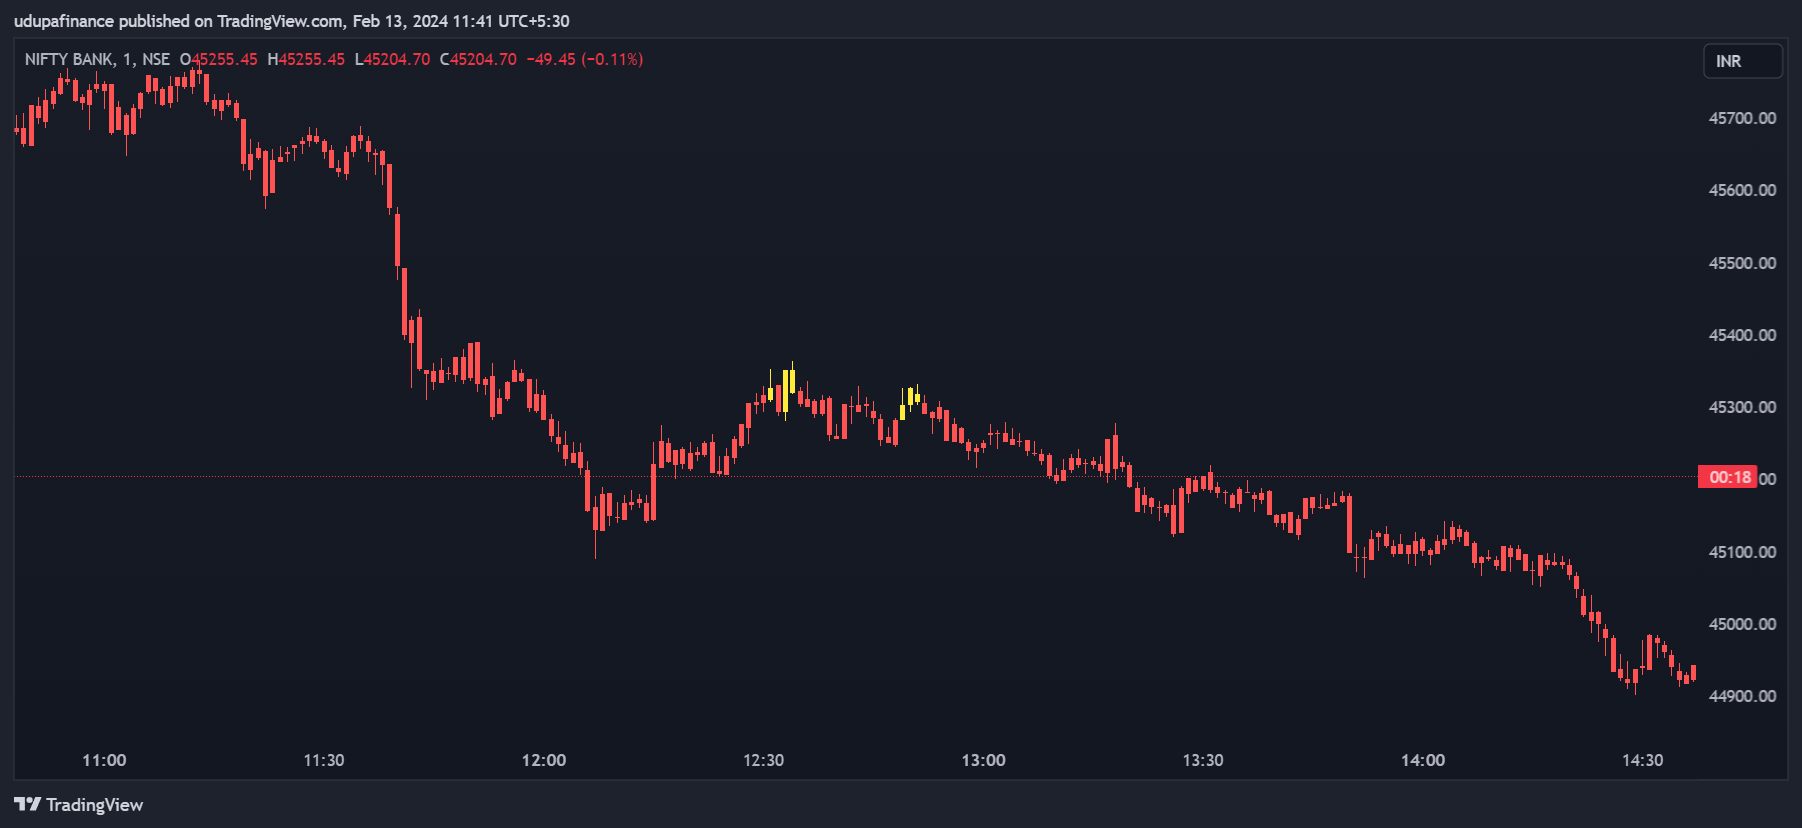 udupafinance published on TradingView.com, Feb 13, 2024 11:41 UTC+5:30
NIFTY BANK, 1, NSE O45255.45 H45255.45 L45204.70 C45204.70 −49.45 (−0.11%)
INR
45700.00
45600.00
45500.00
45400.00
45300.00
00:18 00
45100.00
45000.00
44900.00
11:00 11:30 12:00 12:30 13:00 13:30 14:00 14:30
TradingView